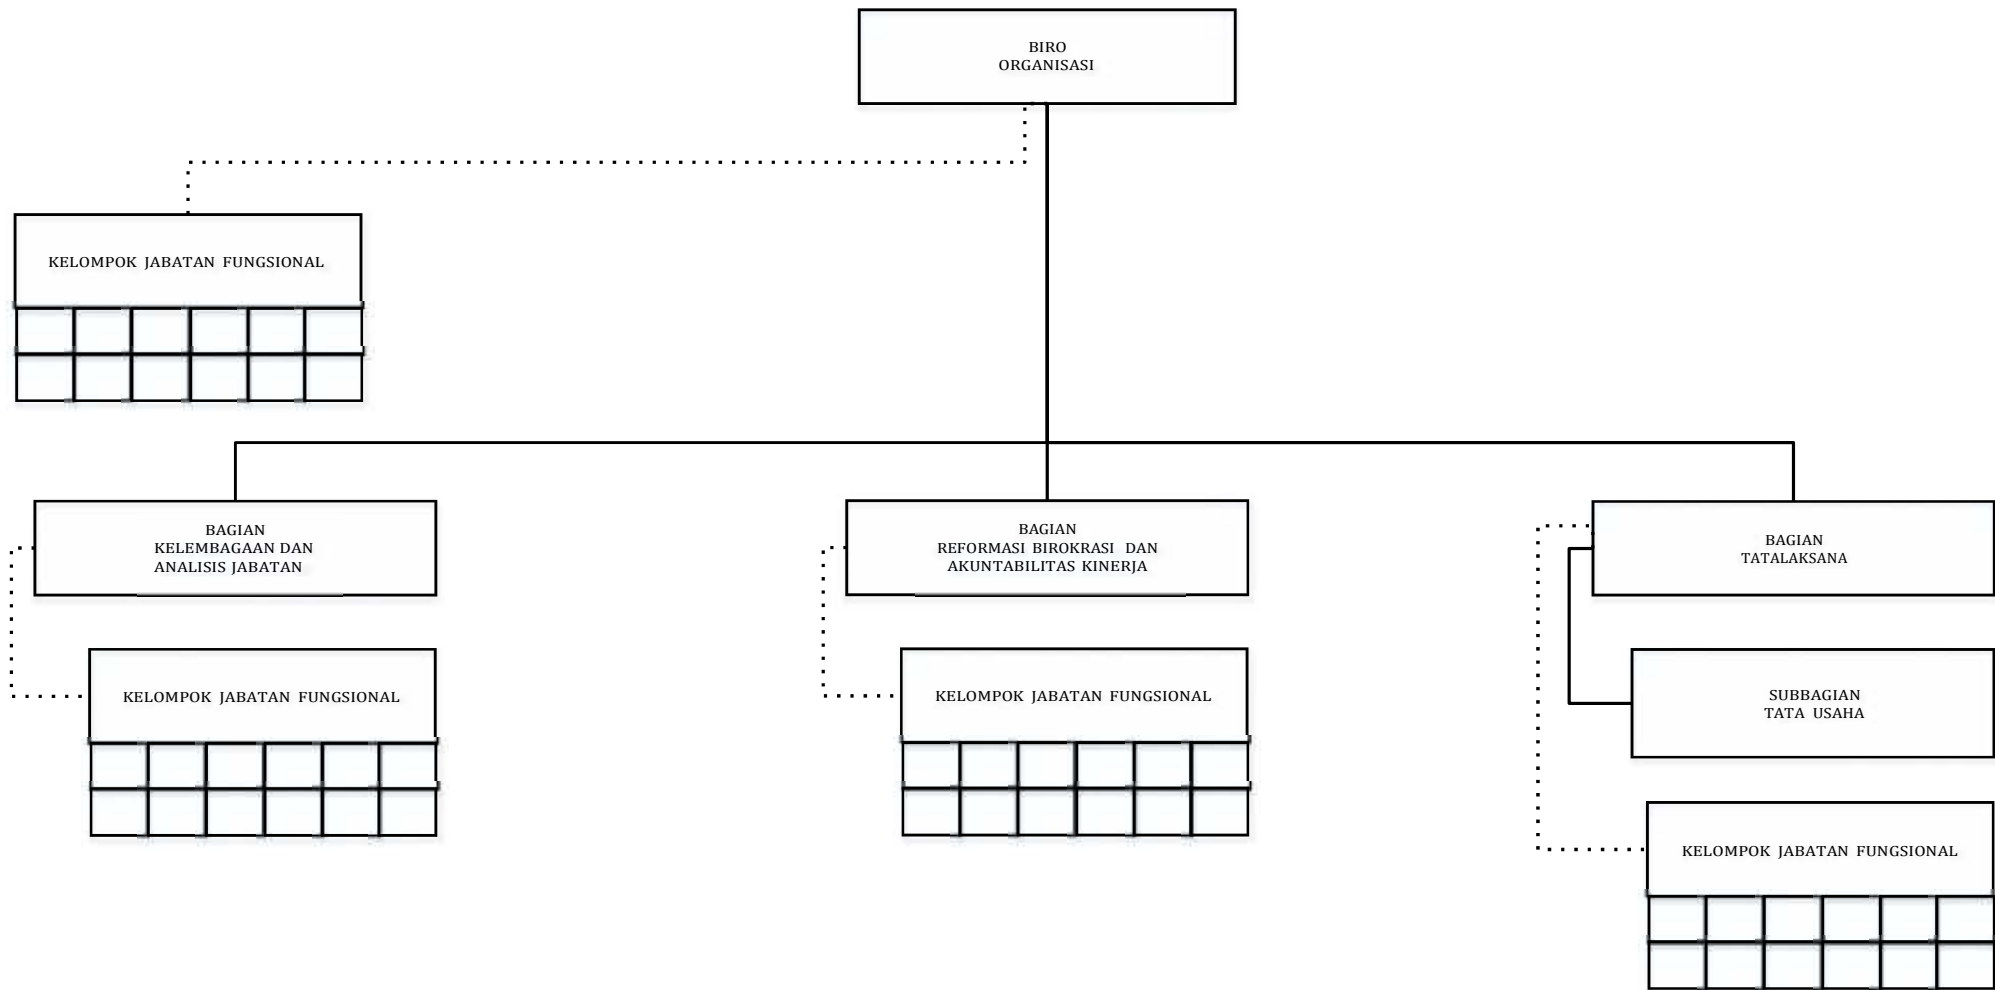 BIRO
ORGANISASI
KELOMPOK JABATAN FUNGSIONAL
BAGIAN
KELEMBAGAAN DAN
ANALISIS JABATAN
BAGIAN
REFORMASI BIROKRASI DAN
AKUNTABILITAS KINERJA
BAGIAN
TATALAKSANA
KELOMPOK JABATAN FUNGSIONAL
KELOMPOK JABATAN FUNGSIONAL
SUBBAGIAN
TATA USAHA
KELOMPOK JABATAN FUNGSIONAL